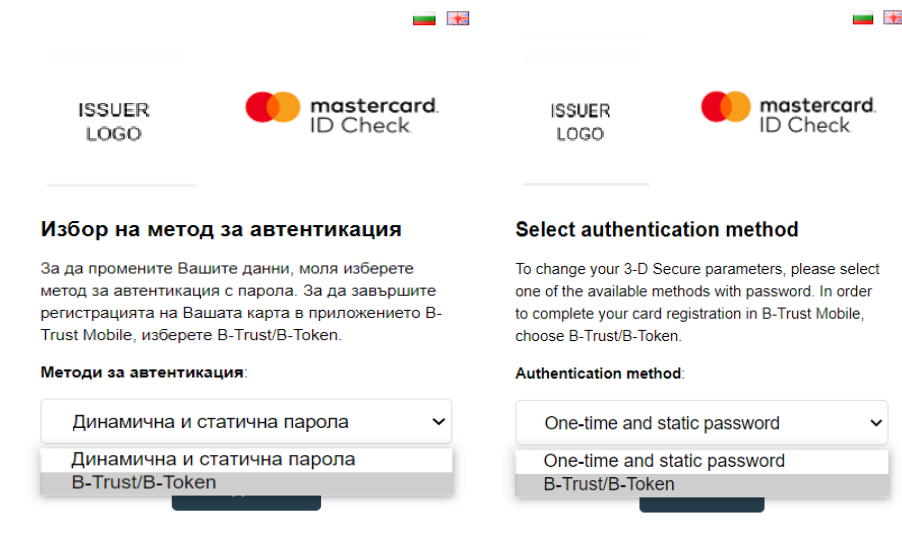 ISSUER
LOGO
mastercard.
ID Check
Избор на метод за автентикация
За да промените Вашите данни, моля изберете
метод за автентикация с парола. За да завършите
регистрацията на Вашата карта в приложението B-
Trust Mobile, изберете B-Trust/B-Token.
Методи за автентикация:
Динамична и статична парола
Динамична и статична парола
B-Trust/B-Token
ISSUER
LOGO
mastercard.
ID Check
Select authentication method
To change your 3-D Secure parameters, please select
one of the available methods with password. In order
to complete your card registration in B-Trust Mobile,
choose B-Trust/B-Token.
Authentication method:
One-time and static password
One-time and static password
B-Trust/B-Token